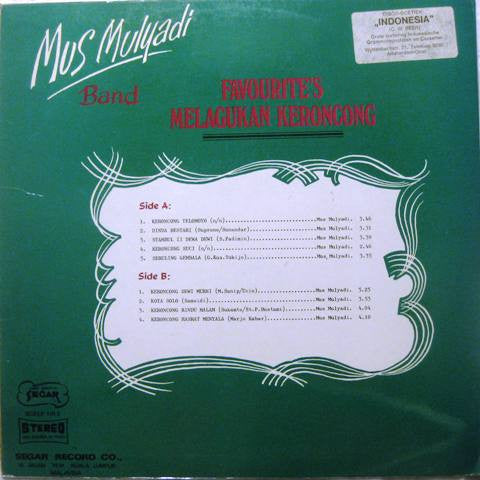 Mus Mulyadi
Band
FAVOURITE'S
MELAGUKAN KERONCONG
„INDONESIA"
Side A:
1. KERONCONG TELOMOYO (n/n) Mus Mulyadi. 3.46
2. DINDA BESTARI Mus Mulyadi. 3.31
3. STAMBUL II DEWA DEWI (S.Padimin) Mus Mulyadi. 3.39
4. KERONCONG SUCI (n/n) Mus Mulyadi. 2.46
5. SERULING GEMBALA Mus Mulyadi. 3.33
Side B:
1. KERONCONG DEWI MURNI Mus Mulyadi. 3.25
2. KOTA SOLO (Samsidi) Mus Mulyadi. 3.53
3. KERONCONG RINDU MALAM Mus Mulyadi. 4.04
4. KERONCONG HASRAT MENYALA (Marjo Kahar) Mus Mulyadi. 4.10
SEGAR
STEREO
SEGAR RECORD CO.,
KUALA LUMPUR
MALAYSIA